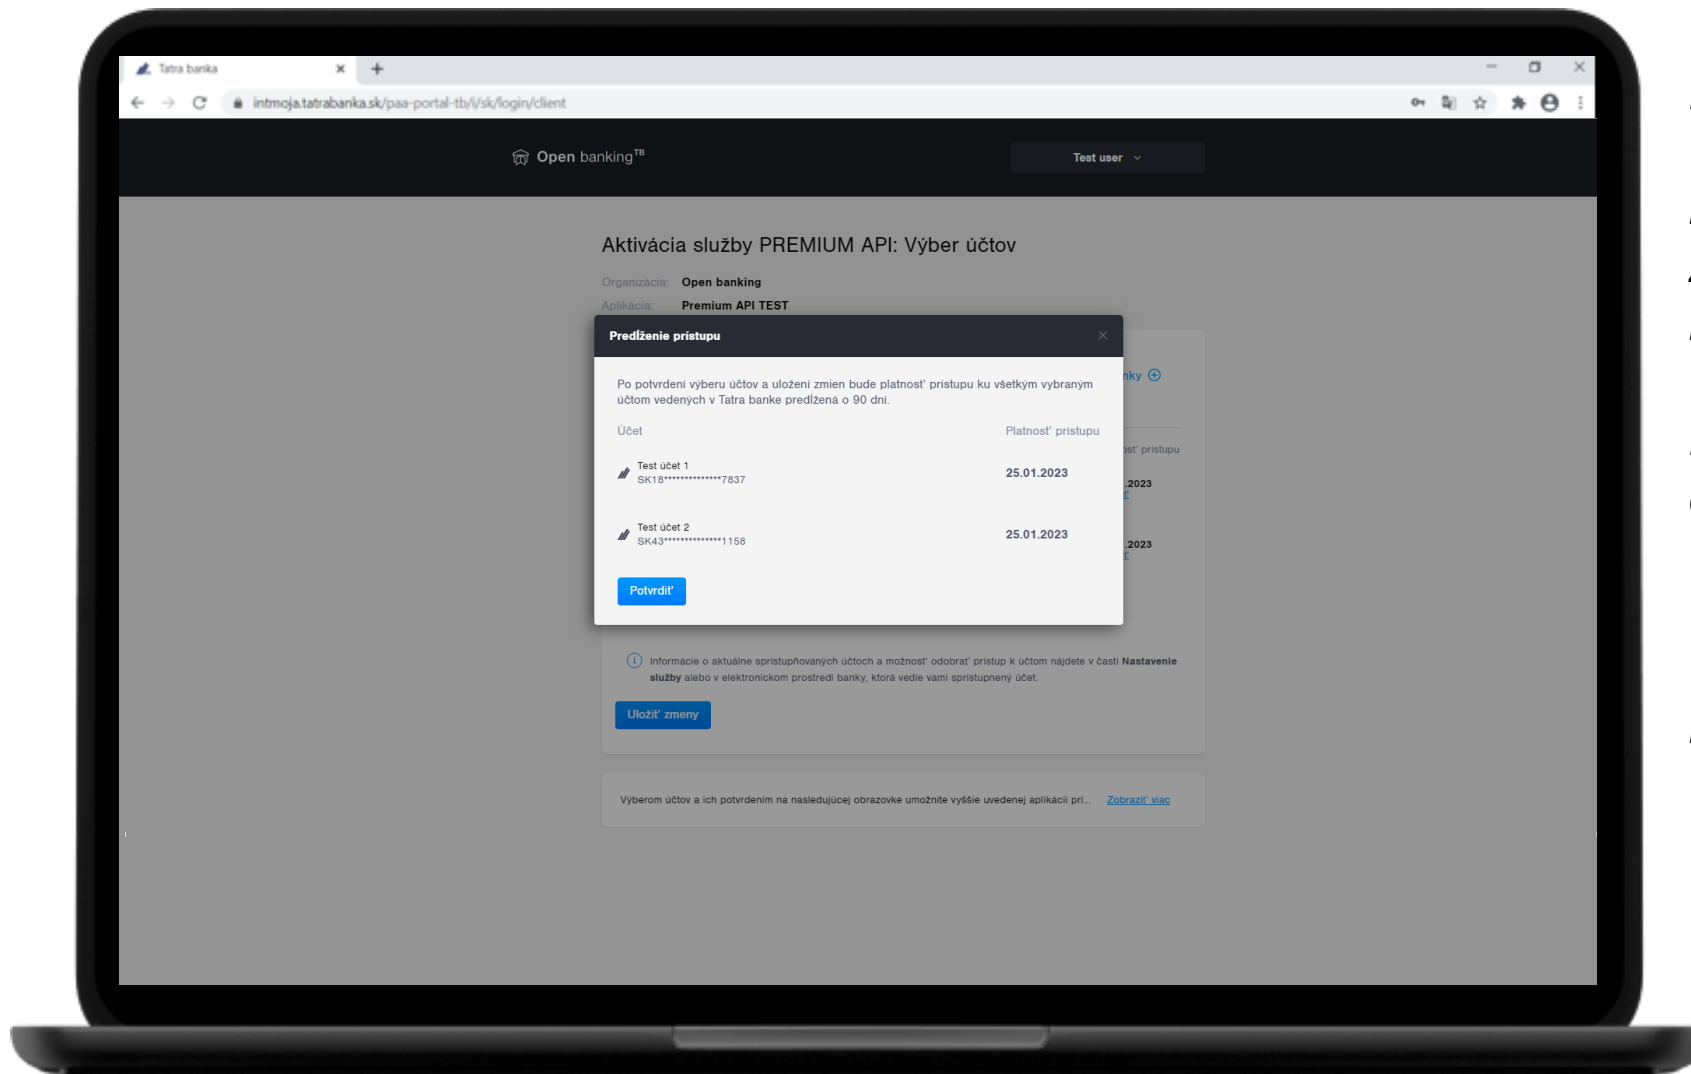 Tatra banka
intmoja.tatrabanka.sk/paa-portal-tb/i/sk/login/client
Open banking TB
Test user
Aktivácia služby PREMIUM API: Výber účtov
Organizácia: Open banking
Aplikácia: Premium API TEST
Predĺženie prístupu
nky
Po potvrdení výberu účtov a uložení zmien bude platnosť prístupu ku všetkým vybraným
účtom vedených v Tatra banke predĺžená o 90 dní.
Účet Platnosť prístupu
prístupu
Test účet 1
SK18**************7837 25.01.2023
.2023
Test účet 2
SK43**************1158 25.01.2023
.2023
Potvrdiť
Informácie o aktuálne sprístupňovaných účtoch a možnosť odobrať prístup k účtom nájdete v časti Nastavenie
služby alebo v elektronickom prostredí banky, ktorá vedie vami sprístupnený účet.
Uložiť zmeny
Výberom účtov a ich potvrdením na nasledujúcej obrazovke umožníte vyššie uvedenej aplikácii prí... Zobraziť viac